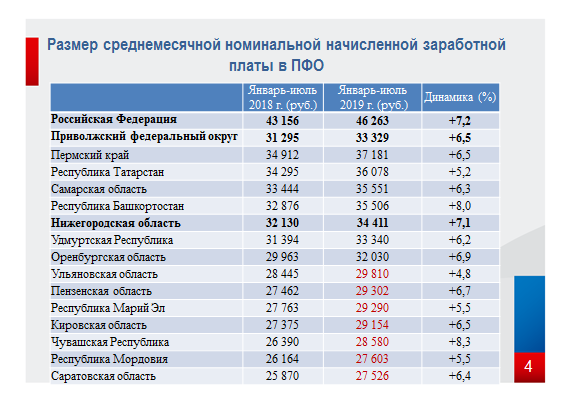 Размер среднемесячной номинальной начисленной заработной
платы в ПФО
Январь-июль 2018 г. (руб.) Январь-июль 2019 г. (руб.) Динамика (%)
Российская Федерация 43 156 46 263 +7,2
Приволжский федеральный округ 31 295 33 329 +6,5
Пермский край 34 912 37 181 +6,5
Республика Татарстан 34 295 36 078 +5,2
Самарская область 33 444 35 551 +6,3
Республика Башкортостан 32 876 35 506 +8,0
Нижегородская область 32 130 34 411 +7,1
Удмуртская Республика 31 394 33 340 +6,2
Оренбургская область 29 963 32 030 +6,9
Ульяновская область 28 445 29 810 +4,8
Пензенская область 27 462 29 302 +6,7
Республика Марий Эл 27 763 29 290 +5,5
Кировская область 27 375 29 154 +6,5
Чувашская Республика 26 390 28 580 +8,3
Республика Мордовия 26 164 27 603 +5,5
Саратовская область 25 870 27 526 +6,4
4